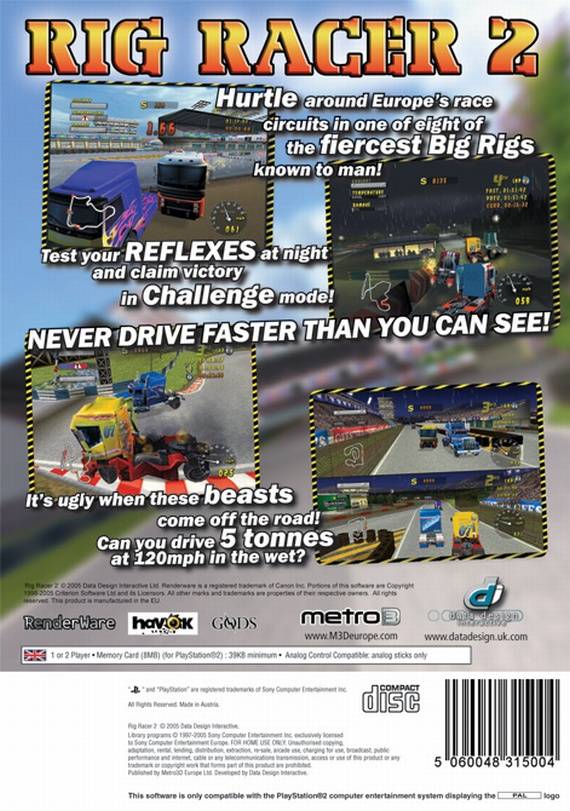 RIG RACER 2
Hurtle around Europe's race
circuits in one of eight of
the fiercest Big Rigs
known to man!
Test your REFLEXES at night
and claim victory
in Challenge mode!
NEVER DRIVE FASTER THAN YOU CAN SEE!
It's ugly when these beasts
come off the road!
Can you drive 5 tonnes
at 120mph in the wet?
Rig Racer 2 © 2005 Data Design Interactive Ltd. Renderware is a registered trademark of Canon Inc. Portions of this software are Copyright
1998-2005 Criterion Software Ltd and its Licensors. All other marks and trademarks are properties of their respective owners. All rights
reserved. This product is manufactured in the EU.
RenderWare
havok
GODS
metro3
www.M3Deurope.com
data design
interactive
www.datadesign.uk.com
1 or 2 Player • Memory Card (8MB) (for PlayStation®2) : 39KB minimum • Analog Control Compatible: analog sticks only
" " and "PlayStation" are registered trademarks of Sony Computer Entertainment Inc.
All Rights Reserved. Made in Austria.
COMPACT
disc
Rig Racer 2 © 2005 Data Design Interactive.
Library programs © 1997-2005 Sony Computer Entertainment Inc. exclusively licensed
to Sony Computer Entertainment Europe. FOR HOME USE ONLY. Unauthorised copying,
adaptation, rental, lending, distribution, extraction, re-sale, arcade use, charging for use, broadcast, public
performance and internet, cable or any telecommunications transmission, access or use of this product or any
trademark or copyright work that forms part of this product are prohibited.
Published by Metro3D Europe Ltd. Developed by Data Design Interactive.
5 060048 315004
This software is only compatible with the PlayStation®2 computer entertainment system displaying the PAL logo